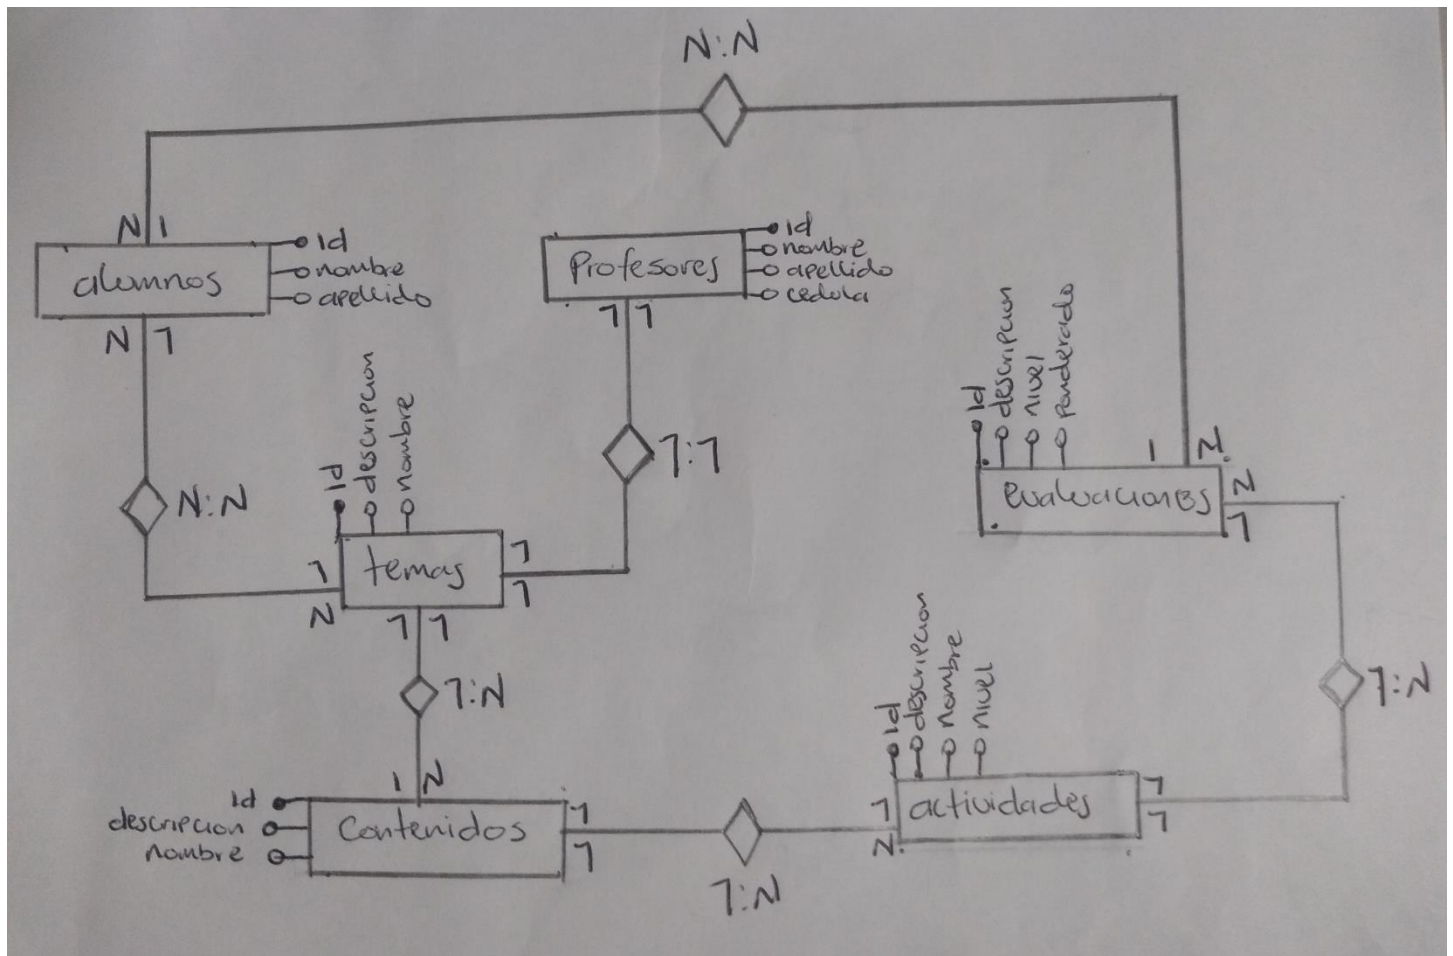 N:N
N 1
alumnos
id
nombre
apellido
N 1
Profesores
id
nombre
apellido
cedula
1 1
id
descripcion
nivel
Ponderado
1 N
evaluaciones
N
1
N:N
1:1
id
descripcion
nombre
1
N
temas
1
1
1 1
1:N
1:N
id
descripcion
nombre
nivel
1 N
id
descripcion
nombre
Contenidos
1
1
1:N
1
N
actividades
1
1